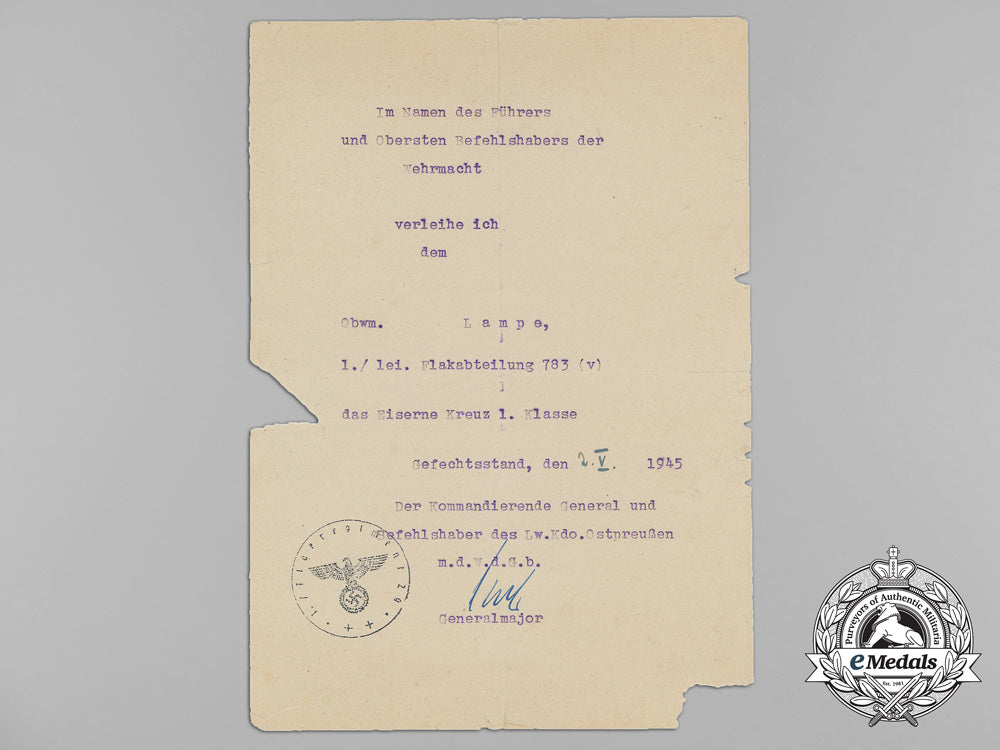 Im Namen des Führers
und Obersten Befehlshabers der
Wehrmacht
verleihe ich
dem
Obwm. L a m p e,
1./ lei. Flakabteilung 783 (v)
das Eiserne Kreuz 1. Klasse
Gefechtsstand, den 2.V. 1945
Der Kommandierende General und
Befehlshaber des Lw.Kdo.Ostpreußen
m.d.W.d.G.b.
Generalmajor
Purveyors of Authentic Militaria
eMedals
Est. 1981